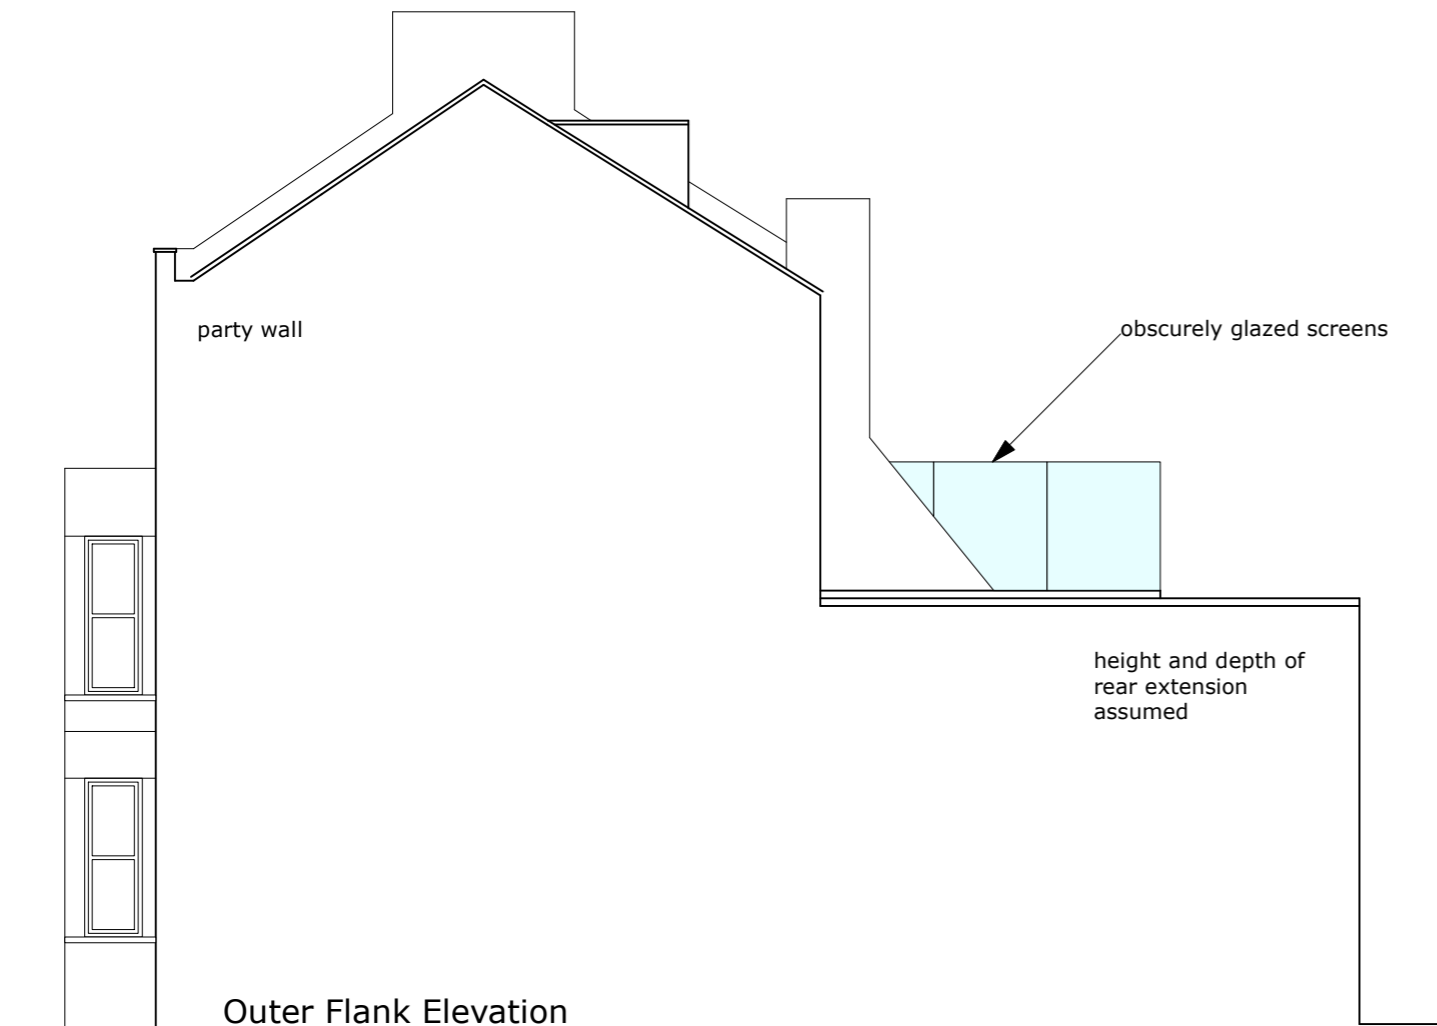 party wall
obscurely glazed screens
height and depth of
rear extension
assumed
Outer Flank Elevation